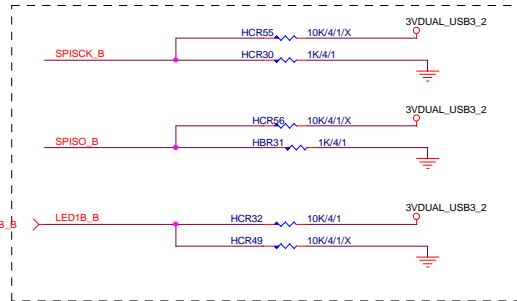 3VDUAL_USB3_2
HCR55 10K/4/1/X
SPISCK_B HCR30 1K/4/1
3VDUAL_USB3_2
HCR56 10K/4/1/X
SPISO_B HBR31 1K/4/1
3VDUAL_USB3_2
B_B LED1B_B HCR32 10K/4/1
HCR49 10K/4/1/X